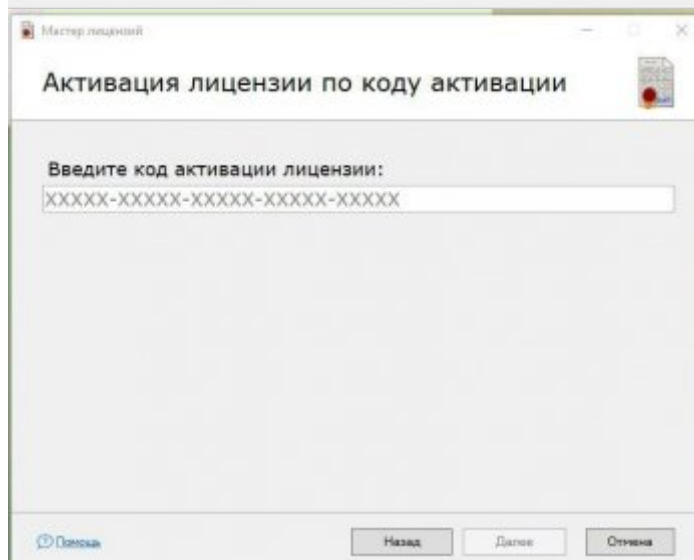 Мастер лицензий
Активация лицензии по коду активации
Введите код активации лицензии:
XXXXX-XXXXX-XXXXX-XXXXX-XXXXX
Помощь
Назад
Далее
Отмена